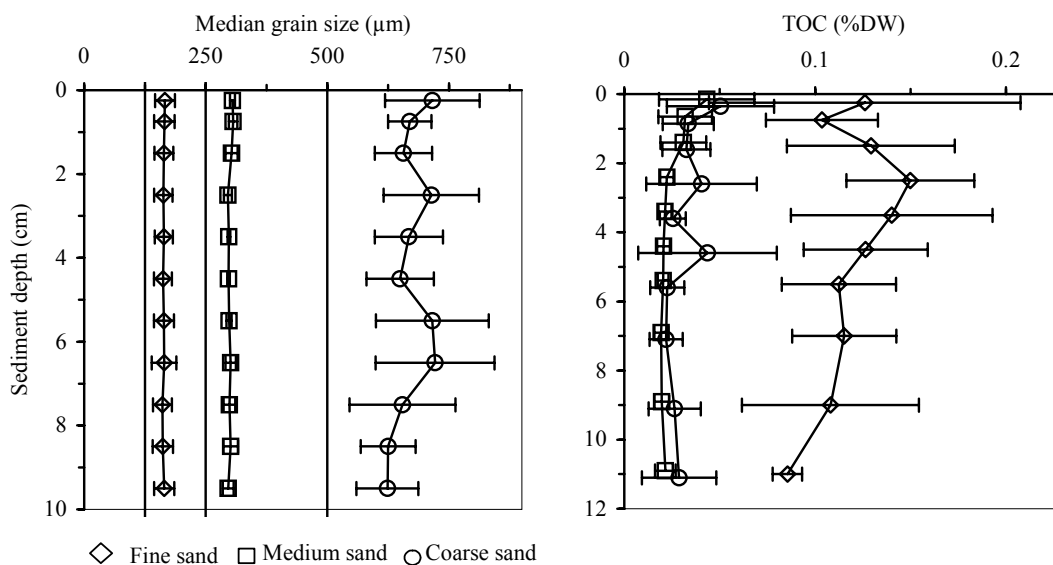 Median grain size (µm)
0 250 500 750
Sediment depth (cm)
0
2
4
6
8
10
TOC (%DW)
0 0.1 0.2
0
2
4
6
8
10
12
Fine sand Medium sand Coarse sand